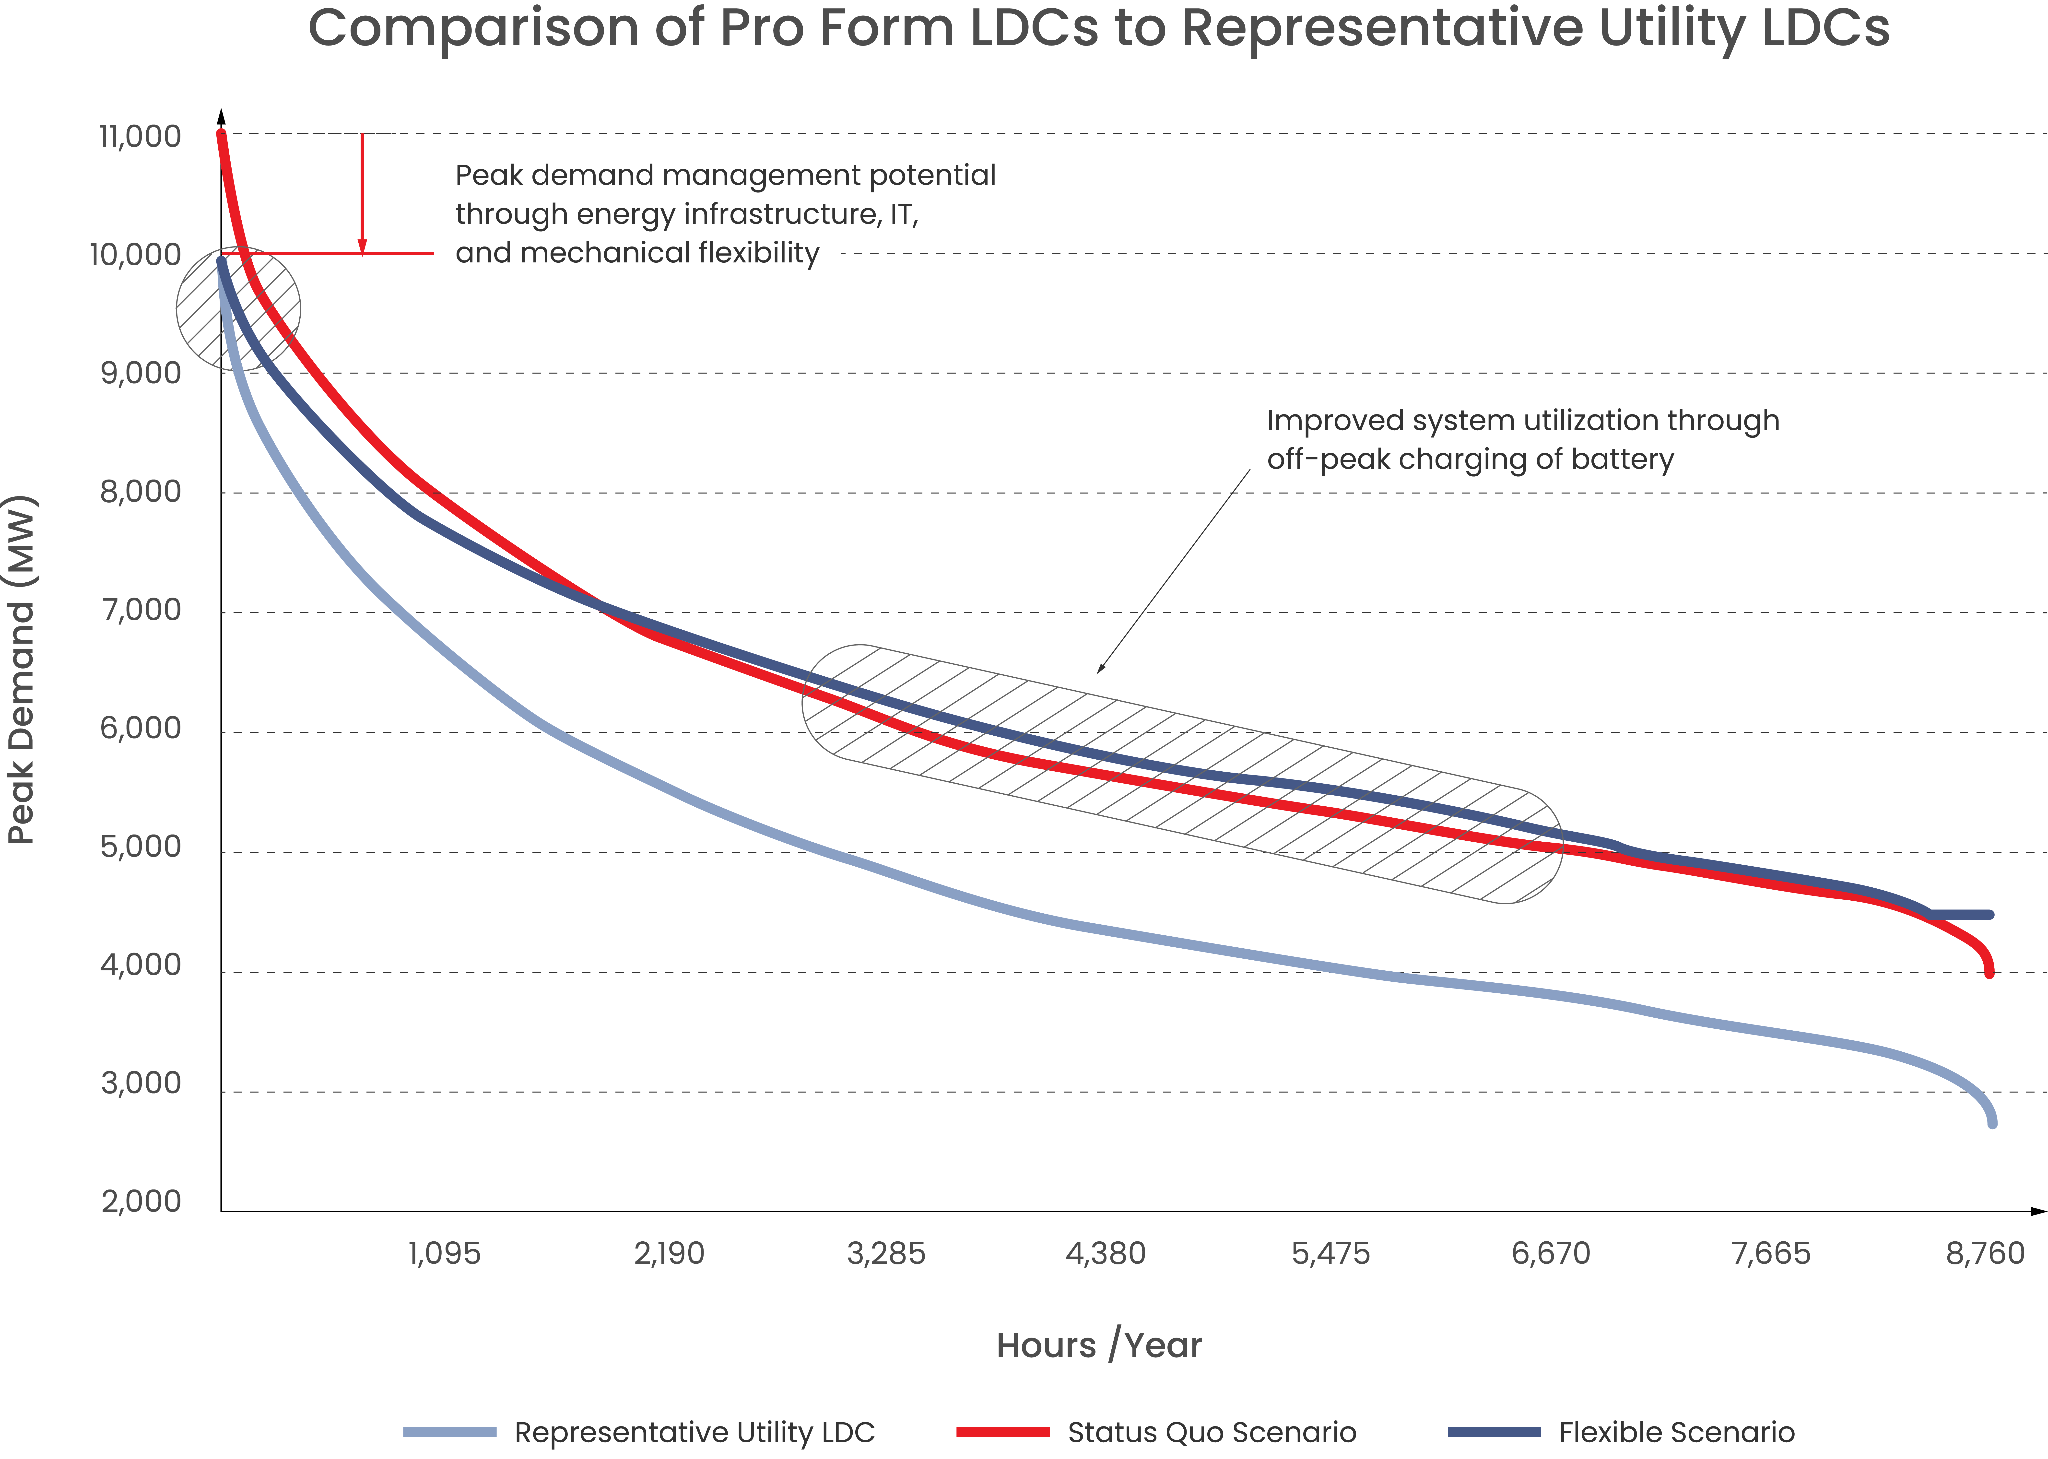 Comparison of Pro Form LDCs to Representative Utility LDCs
11,000
Peak demand management potential
through energy infrastructure, IT,
10,000
and mechanical flexibility
9,000
Improved system utilization through
off-peak charging of battery
8,000
Peak Demand (MW)
7,000
6,000
5,000
4,000
3,000
2,000
1,095 2,190 3,285 4,380 5,475 6,670 7,665 8,760
Hours /Year
Representative Utility LDC Status Quo Scenario Flexible Scenario